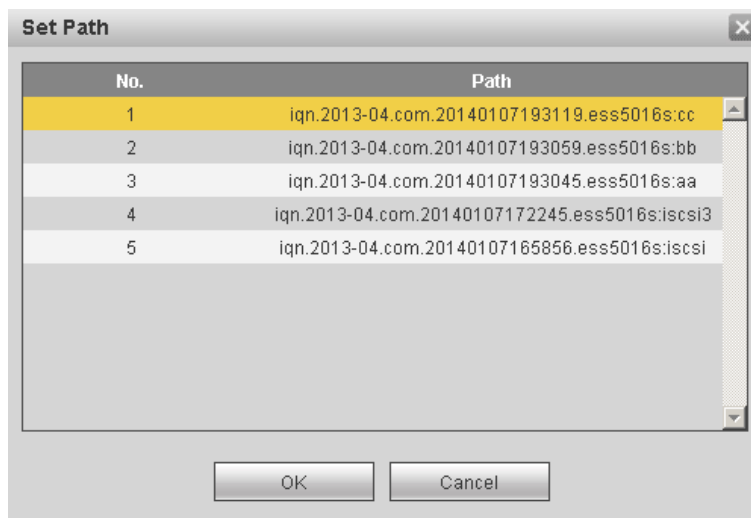 Set Path
No. Path
1 iqn.2013-04.com.20140107193119.ess5016s:cc
2 iqn.2013-04.com.20140107193059.ess5016s:bb
3 iqn.2013-04.com.20140107193045.ess5016s:aa
4 iqn.2013-04.com.20140107172245.ess5016s:iscsi3
5 iqn.2013-04.com.20140107165856.ess5016s:iscsi
OK Cancel